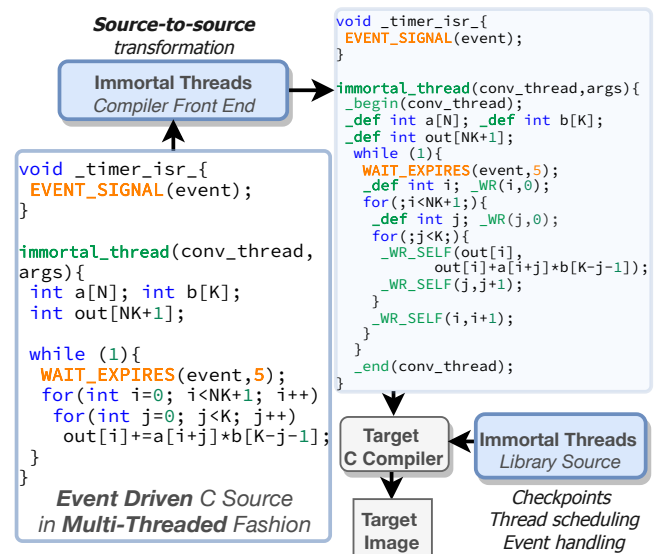 Source-to-source
transformation
Immortal Threads
Compiler Front End
void _timer_isr_{
EVENT_SIGNAL(event);
}
immortal_thread(conv_thread,
args){
int a[N]; int b[K];
int out[NK+1];
while (1){
WAIT_EXPIRES(event,5);
for(int i=0; i<NK+1; i++)
for(int j=0; j<K; j++)
out[i]+=a[i+j]*b[K-j-1];
}
}
Event Driven C Source
in Multi-Threaded Fashion
void _timer_isr_{
EVENT_SIGNAL(event);
}
immortal_thread(conv_thread,args){
_begin(conv_thread);
_def int a[N]; _def int b[K];
_def int out[NK+1];
while (1){
WAIT_EXPIRES(event,5);
_def int i; _WR(i,0);
for(;i<NK+1;){
_def int j; _WR(j,0);
for(;j<K;){
_WR_SELF(out[i],
out[i]+a[i+j]*b[K-j-1]);
_WR_SELF(j,j+1);
}
_WR_SELF(i,i+1);
}
}
_end(conv_thread);
}
Target
C Compiler
Immortal Threads
Library Source
Target
Image
Checkpoints
Thread scheduling
Event handling